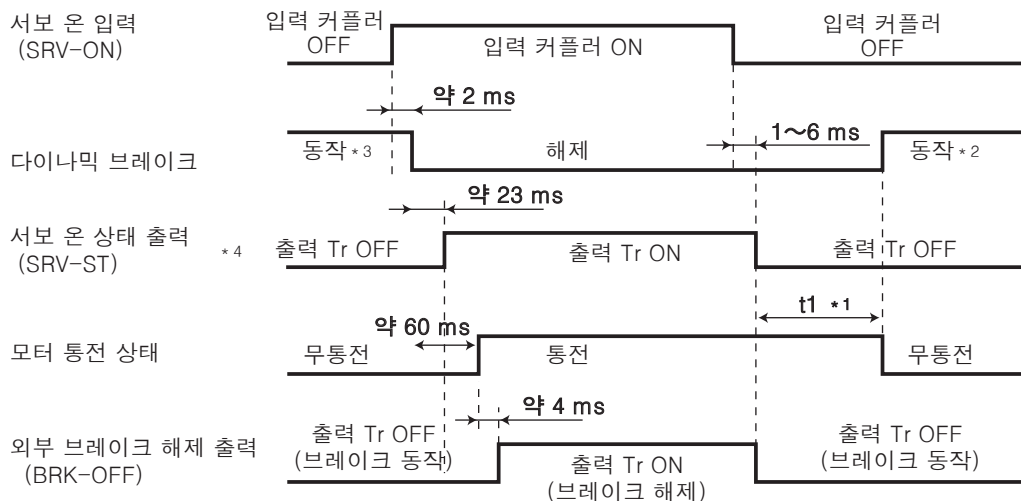 서보 온 입력
(SRV-ON)
입력 커플러
OFF
입력 커플러 ON
입력 커플러
OFF
약 2 ms
1～6 ms
다이나믹 브레이크
동작*3
해제
동작*2
약 23 ms
서보 온 상태 출력
(SRV-ST)
*4
출력 Tr OFF
출력 Tr ON
출력 Tr OFF
t1 *1
약 60 ms
모터 통전 상태
무통전
통전
무통전
약 4 ms
외부 브레이크 해제 출력
(BRK-OFF)
출력 Tr OFF
(브레이크 동작)
출력 Tr ON
(브레이크 해제)
출력 Tr OFF
(브레이크 동작)